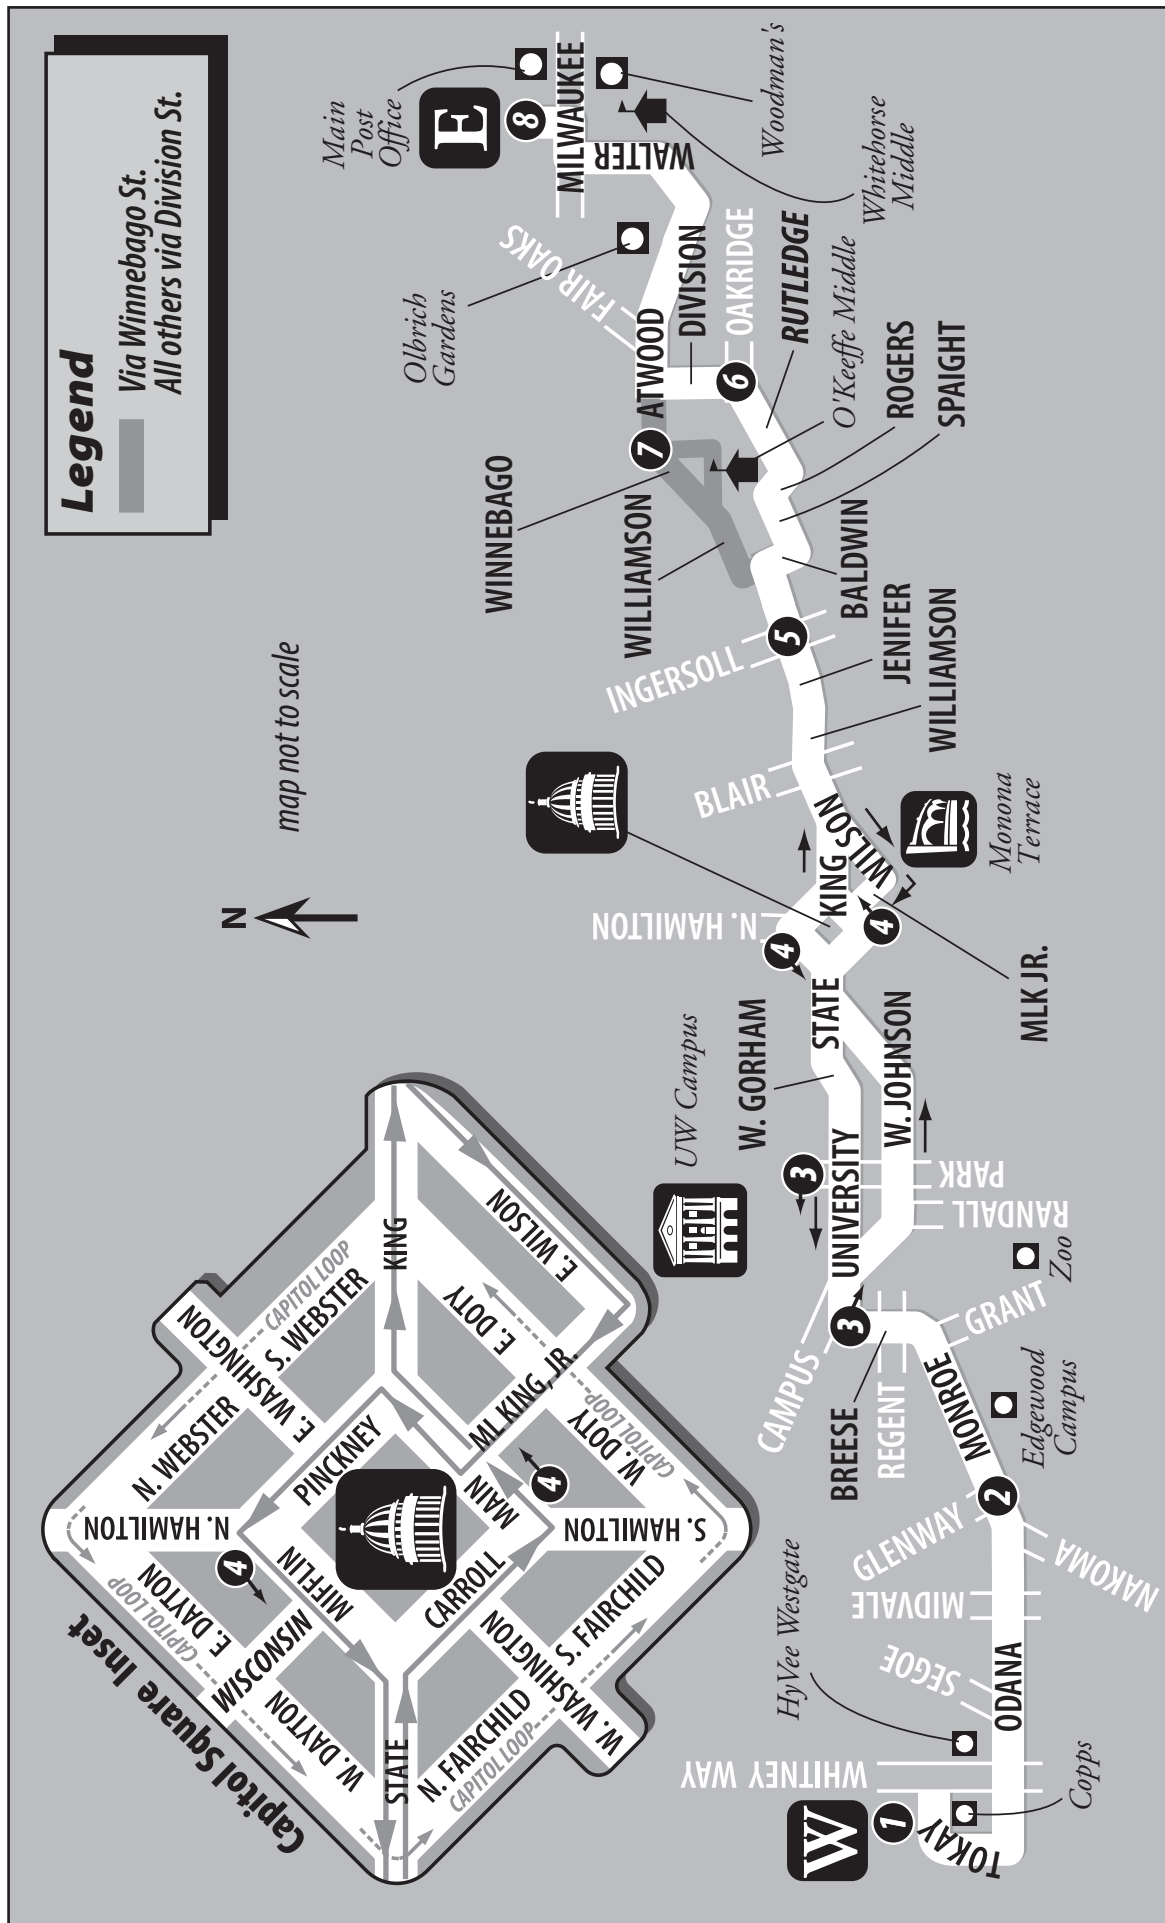 Legend
Via Winnebago St.
All others via Division St.
map not to scale
N
Capitol Square Inset
CAPITOL LOOP
CAPITOL LOOP
CAPITOL LOOP
CAPITOL LOOP
N. HAMILTON
N. WEBSTER
E. WASHINGTON
S. WEBSTER
E. DAYTON
4
WISCONSIN
W. DAYTON
MIFFLIN
PINCKNEY
KING
STATE
CARROLL
MAIN
E. DOTY
E. WILSON
ML KING, JR.
4
W. DOTY
N. FAIRCHILD
W. WASHINGTON
S. FAIRCHILD
S. HAMILTON
W
1
TOKAY
Copps
WHITNEY WAY
HyVee Westgate
ODANA
SEGOE
MIDVALE
GLENWAY
NAKOMA
2
Edgewood
Campus
MONROE
GRANT
Zoo
REGENT
BREESE
CAMPUS
3
UNIVERSITY
RANDALL
PARK
3
UW Campus
W. GORHAM
W. JOHNSON
STATE
4
N. HAMILTON
4
KING
WILSON
MLK JR.
Monona
Terrace
BLAIR
WILLIAMSON
JENIFER
INGERSOLL
5
BALDWIN
WILLIAMSON
WINNEBAGO
SPAIGHT
ROGERS
O'Keeffe Middle
RUTLEDGE
6
7
ATWOOD
DIVISION
OAKRIDGE
FAIR OAKS
Olbrich
Gardens
WALTER
MILWAUKEE
8
E
Main
Post
Office
Woodman's
Whitehorse
Middle